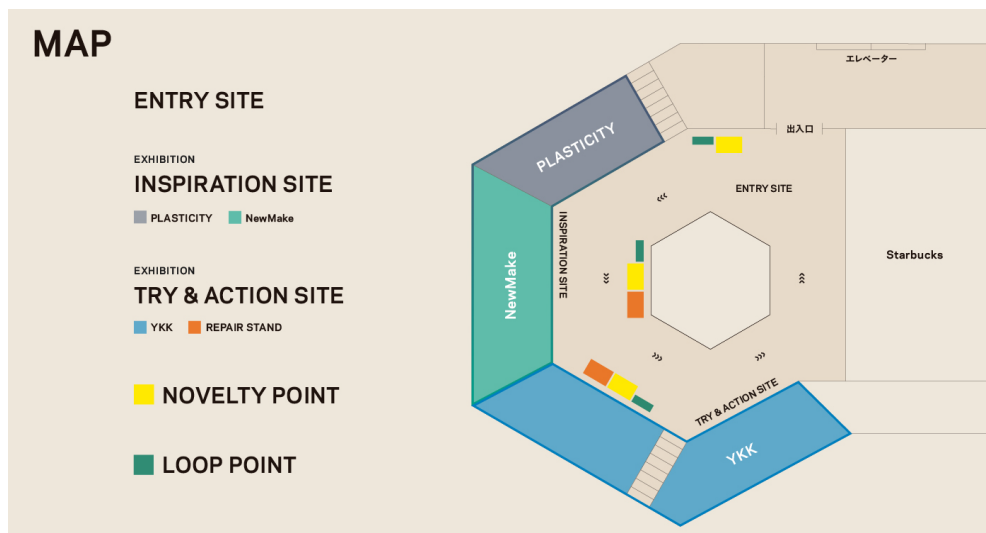 MAP
ENTRY SITE
EXHIBITION
INSPIRATION SITE
PLASTICITY
NewMake
EXHIBITION
TRY & ACTION SITE
YKK
REPAIR STAND
NOVELTY POINT
LOOP POINT
エレベーター
出入口
PLASTICITY
ENTRY SITE
INSPIRATION SITE
NewMake
Starbucks
TRY & ACTION SITE
YKK